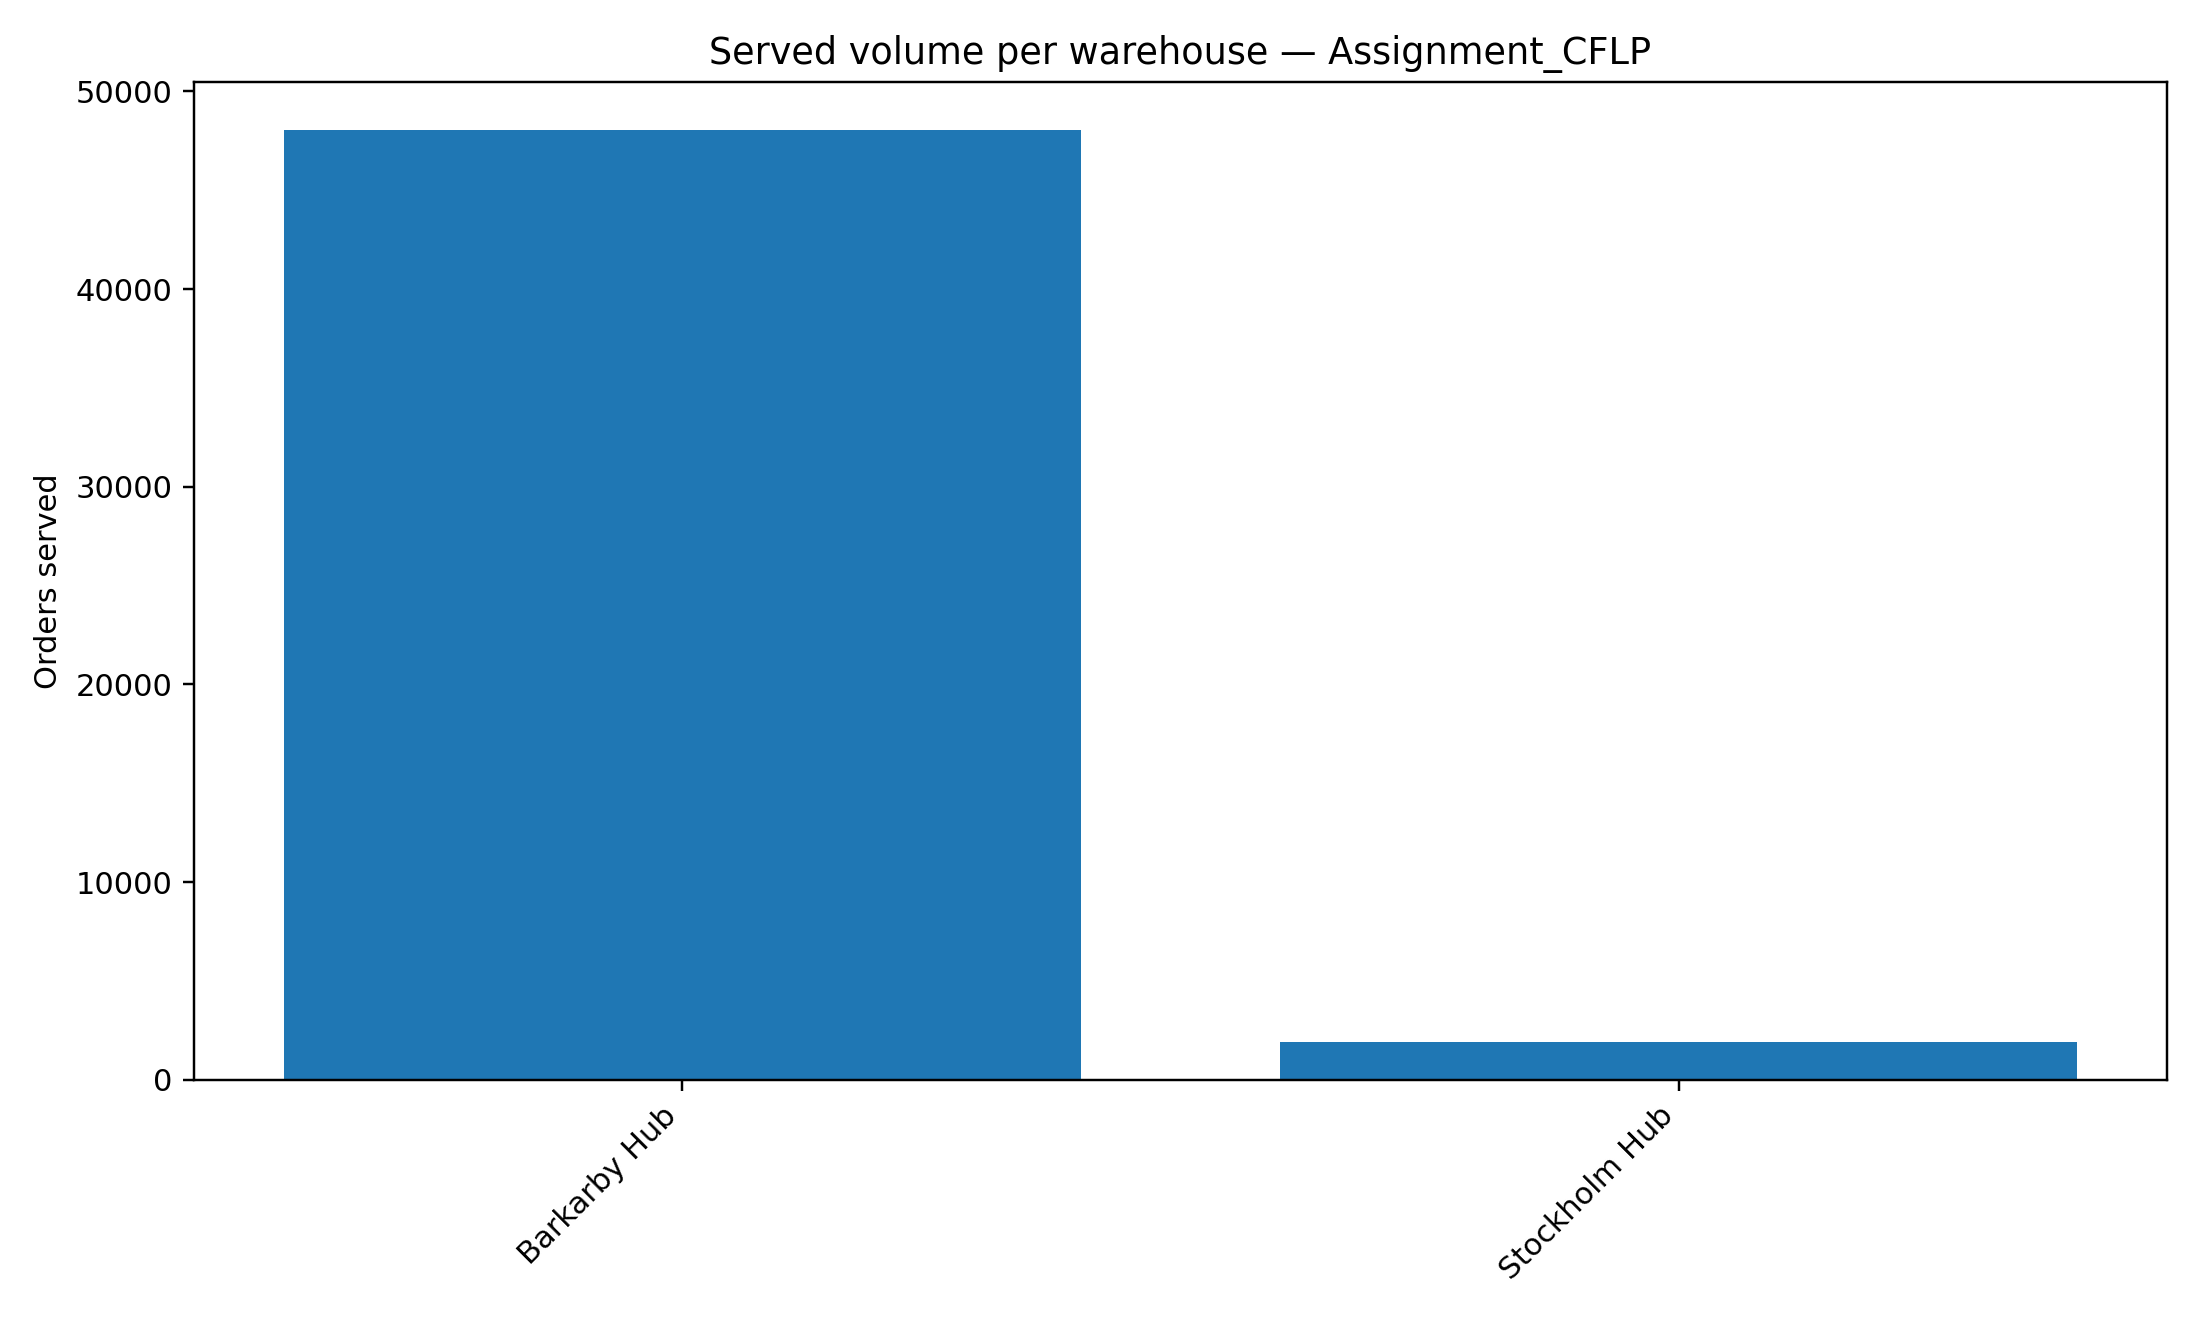 Served volume per warehouse — Assignment_CFLP
Orders served
50000
40000
30000
20000
10000
0
Barkarby Hub
Stockholm Hub